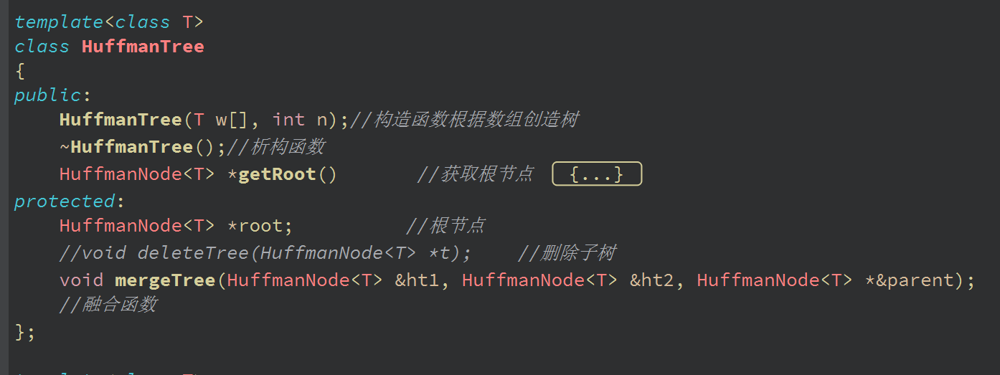 template<class T>
class HuffmanTree
{
public:
    HuffmanTree(T w[], int n);//构造函数根据数组创造树
    ~HuffmanTree();//析构函数
    HuffmanNode<T> *getRoot()       //获取根节点 {...}
protected:
    HuffmanNode<T> *root;          //根节点
    //void deleteTree(HuffmanNode<T> *t);    //删除子树
    void mergeTree(HuffmanNode<T> &ht1, HuffmanNode<T> &ht2, HuffmanNode<T> *&parent);
    //融合函数
};